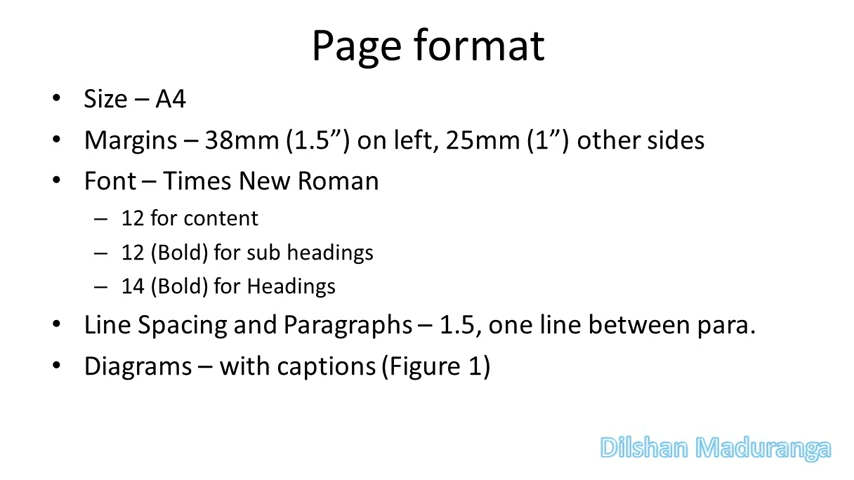 Page format
• Size – A4
• Margins – 38mm (1.5”) on left, 25mm (1”) other sides
• Font – Times New Roman
– 12 for content
– 12 (Bold) for sub headings
– 14 (Bold) for Headings
• Line Spacing and Paragraphs – 1.5, one line between para.
• Diagrams – with captions (Figure 1)
Dilshan Maduranga